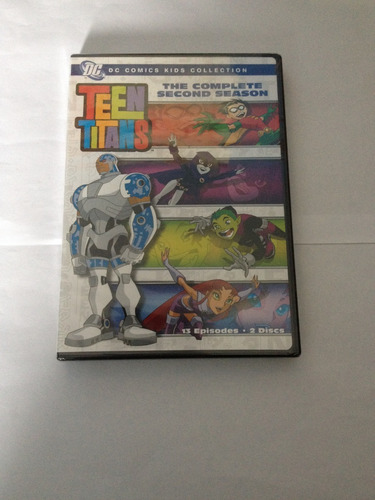 DC DC COMICS KIDS COLLECTION
TEEN
TITANS
THE COMPLETE
SECOND SEASON
13 Episodes • 2 Discs